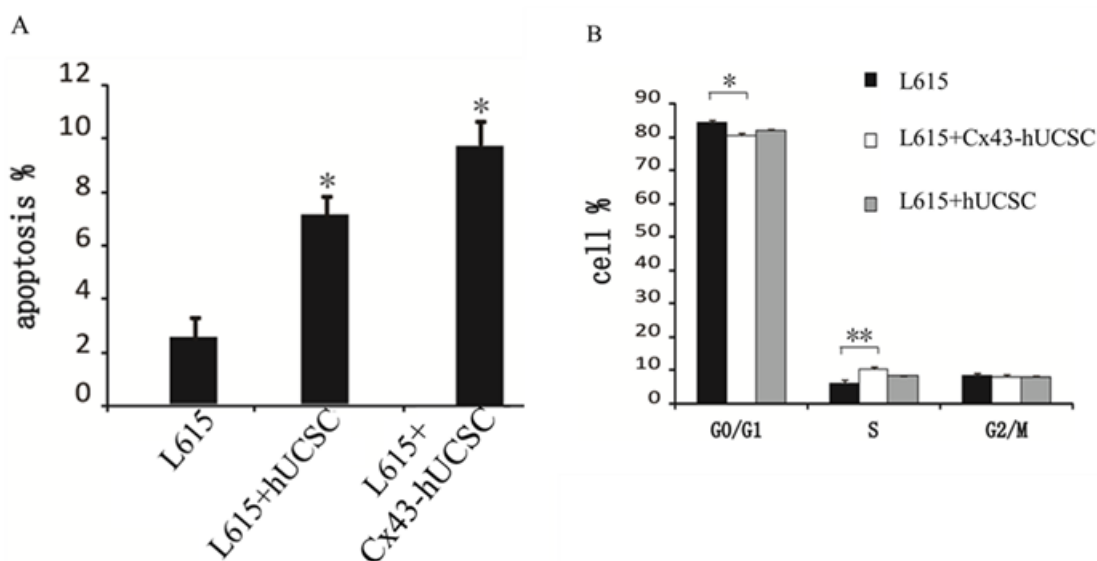 A
12
10
8
6
4
2
0
apoptosis %
*
*
L615
L615+hUCSC
L615+
Cx43-hUCSC
B
L615
L615+Cx43-hUCSC
L615+hUCSC
90
80
70
60
50
40
30
20
10
0
cell %
*
**
G0/G1 S G2/M